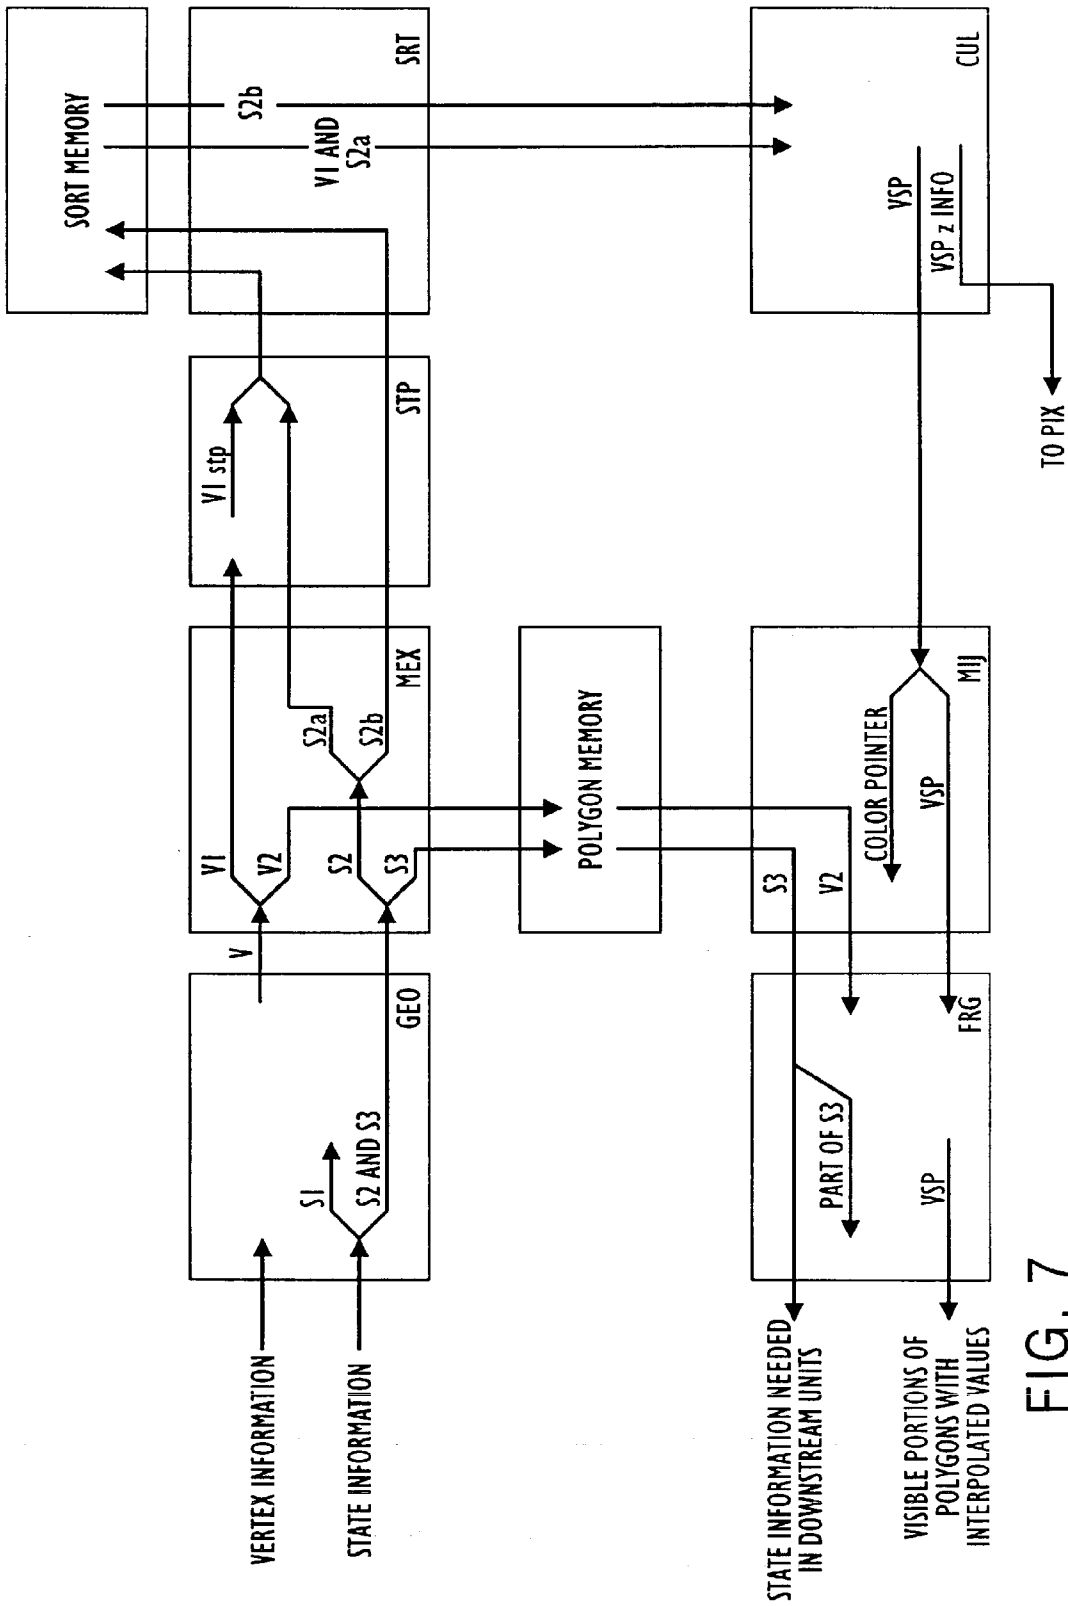 SORT MEMORY
S2b
V1 AND
S2a
SRT
V1 stp
STP
V1
V2
S2
S3
S2a
S2b
MEX
V
S1
S2 AND S3
GEO
VERTEX INFORMATION
STATE INFORMATION
POLYGON MEMORY
VSP
VSP z INFO
CUL
TO PIX
S3
V2
COLOR POINTER
VSP
MIJ
PART OF S3
VSP
FRG
STATE INFORMATION NEEDED
IN DOWNSTREAM UNITS
VISIBLE PORTIONS OF
POLYGONS WITH
INTERPOLATED VALUES
FIG. 7